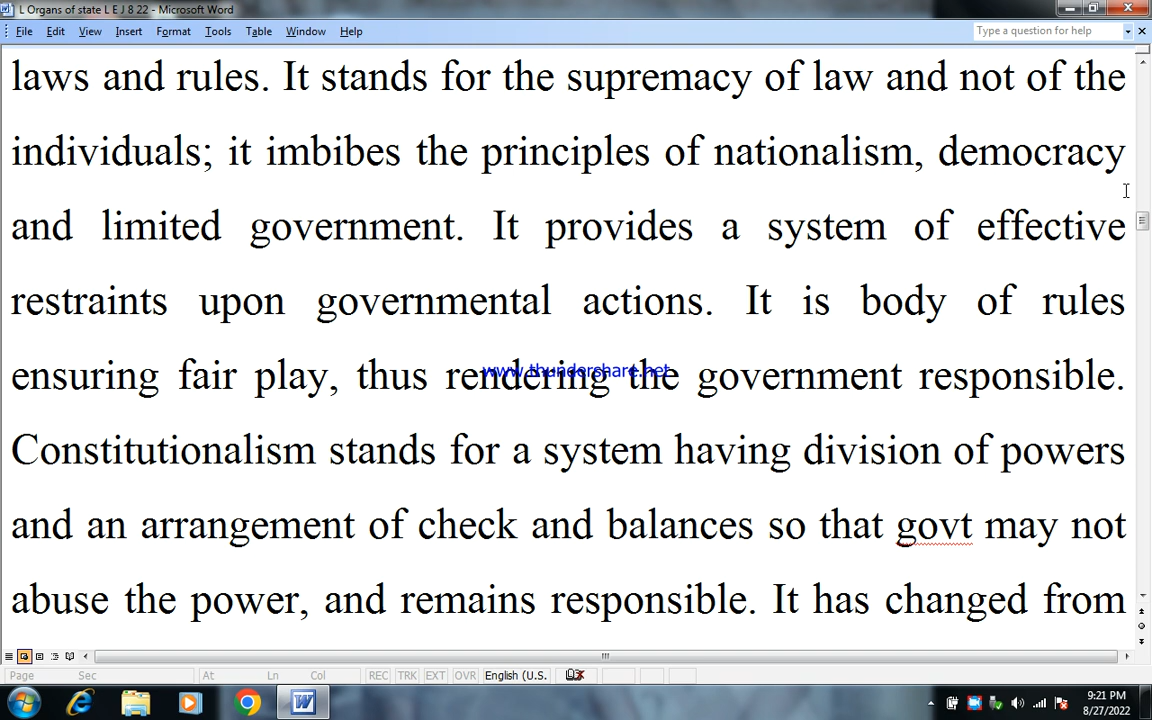 L Organs of state L E J 8 22 - Microsoft Word
File Edit View Insert Format Tools Table Window Help Type a question for help
laws and rules. It stands for the supremacy of law and not of the
individuals; it imbibes the principles of nationalism, democracy
and limited government. It provides a system of effective
restraints upon governmental actions. It is body of rules
ensuring fair play, thus rendering the government responsible.
www.thundershare.net
Constitutionalism stands for a system having division of powers
and an arrangement of check and balances so that govt may not
abuse the power, and remains responsible. It has changed from
Page Sec At Ln Col REC TRK EXT OVR English (U.S.
9:21 PM
8/27/2022